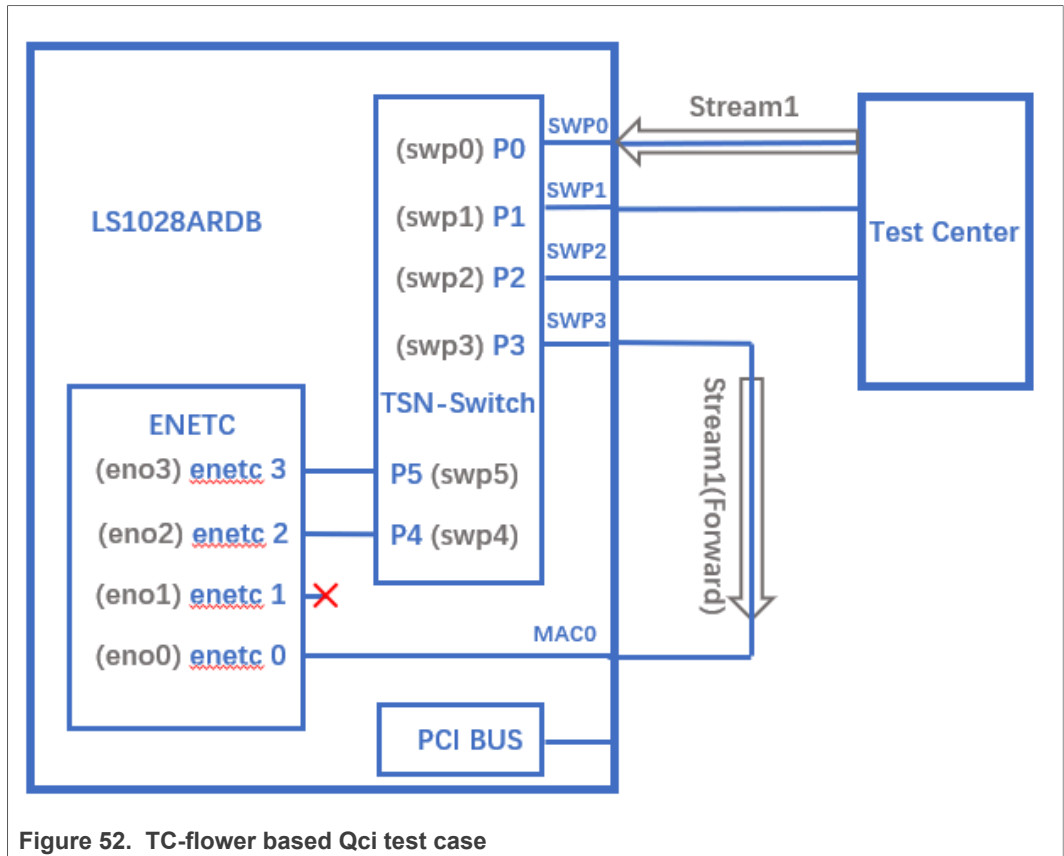 Stream1
SWP0
(swp0) P0
SWP1
LS1028ARDB
(swp1) P1
Test Center
SWP2
(swp2) P2
SWP3
(swp3) P3
TSN-Switch
Stream1(Forward)
ENETC
(eno3) enetc 3
P5 (swp5)
(eno2) enetc 2
P4 (swp4)
(eno1) enetc 1
MAC0
(eno0) enetc 0
PCI BUS
Figure 52. TC-flower based Qci test case